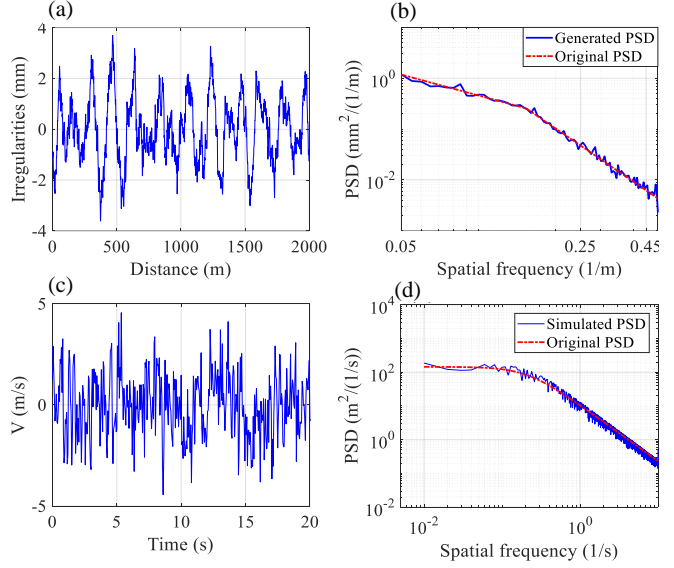 (a)
4
2
0
-2
-4
0
500
1000
1500
2000
Irregularities (mm)
Distance (m)
(b)
Generated PSD
Original PSD
10^0
10^-2
0.05
0.25
0.45
PSD (mm^2/(1/m))
Spatial frequency (1/m)
(c)
5
0
-5
0
5
10
15
20
V (m/s)
Time (s)
(d)
Simulated PSD
Original PSD
10^4
10^2
10^0
10^-2
10^-2
10^0
PSD (m^2/(1/s))
Spatial frequency (1/s)